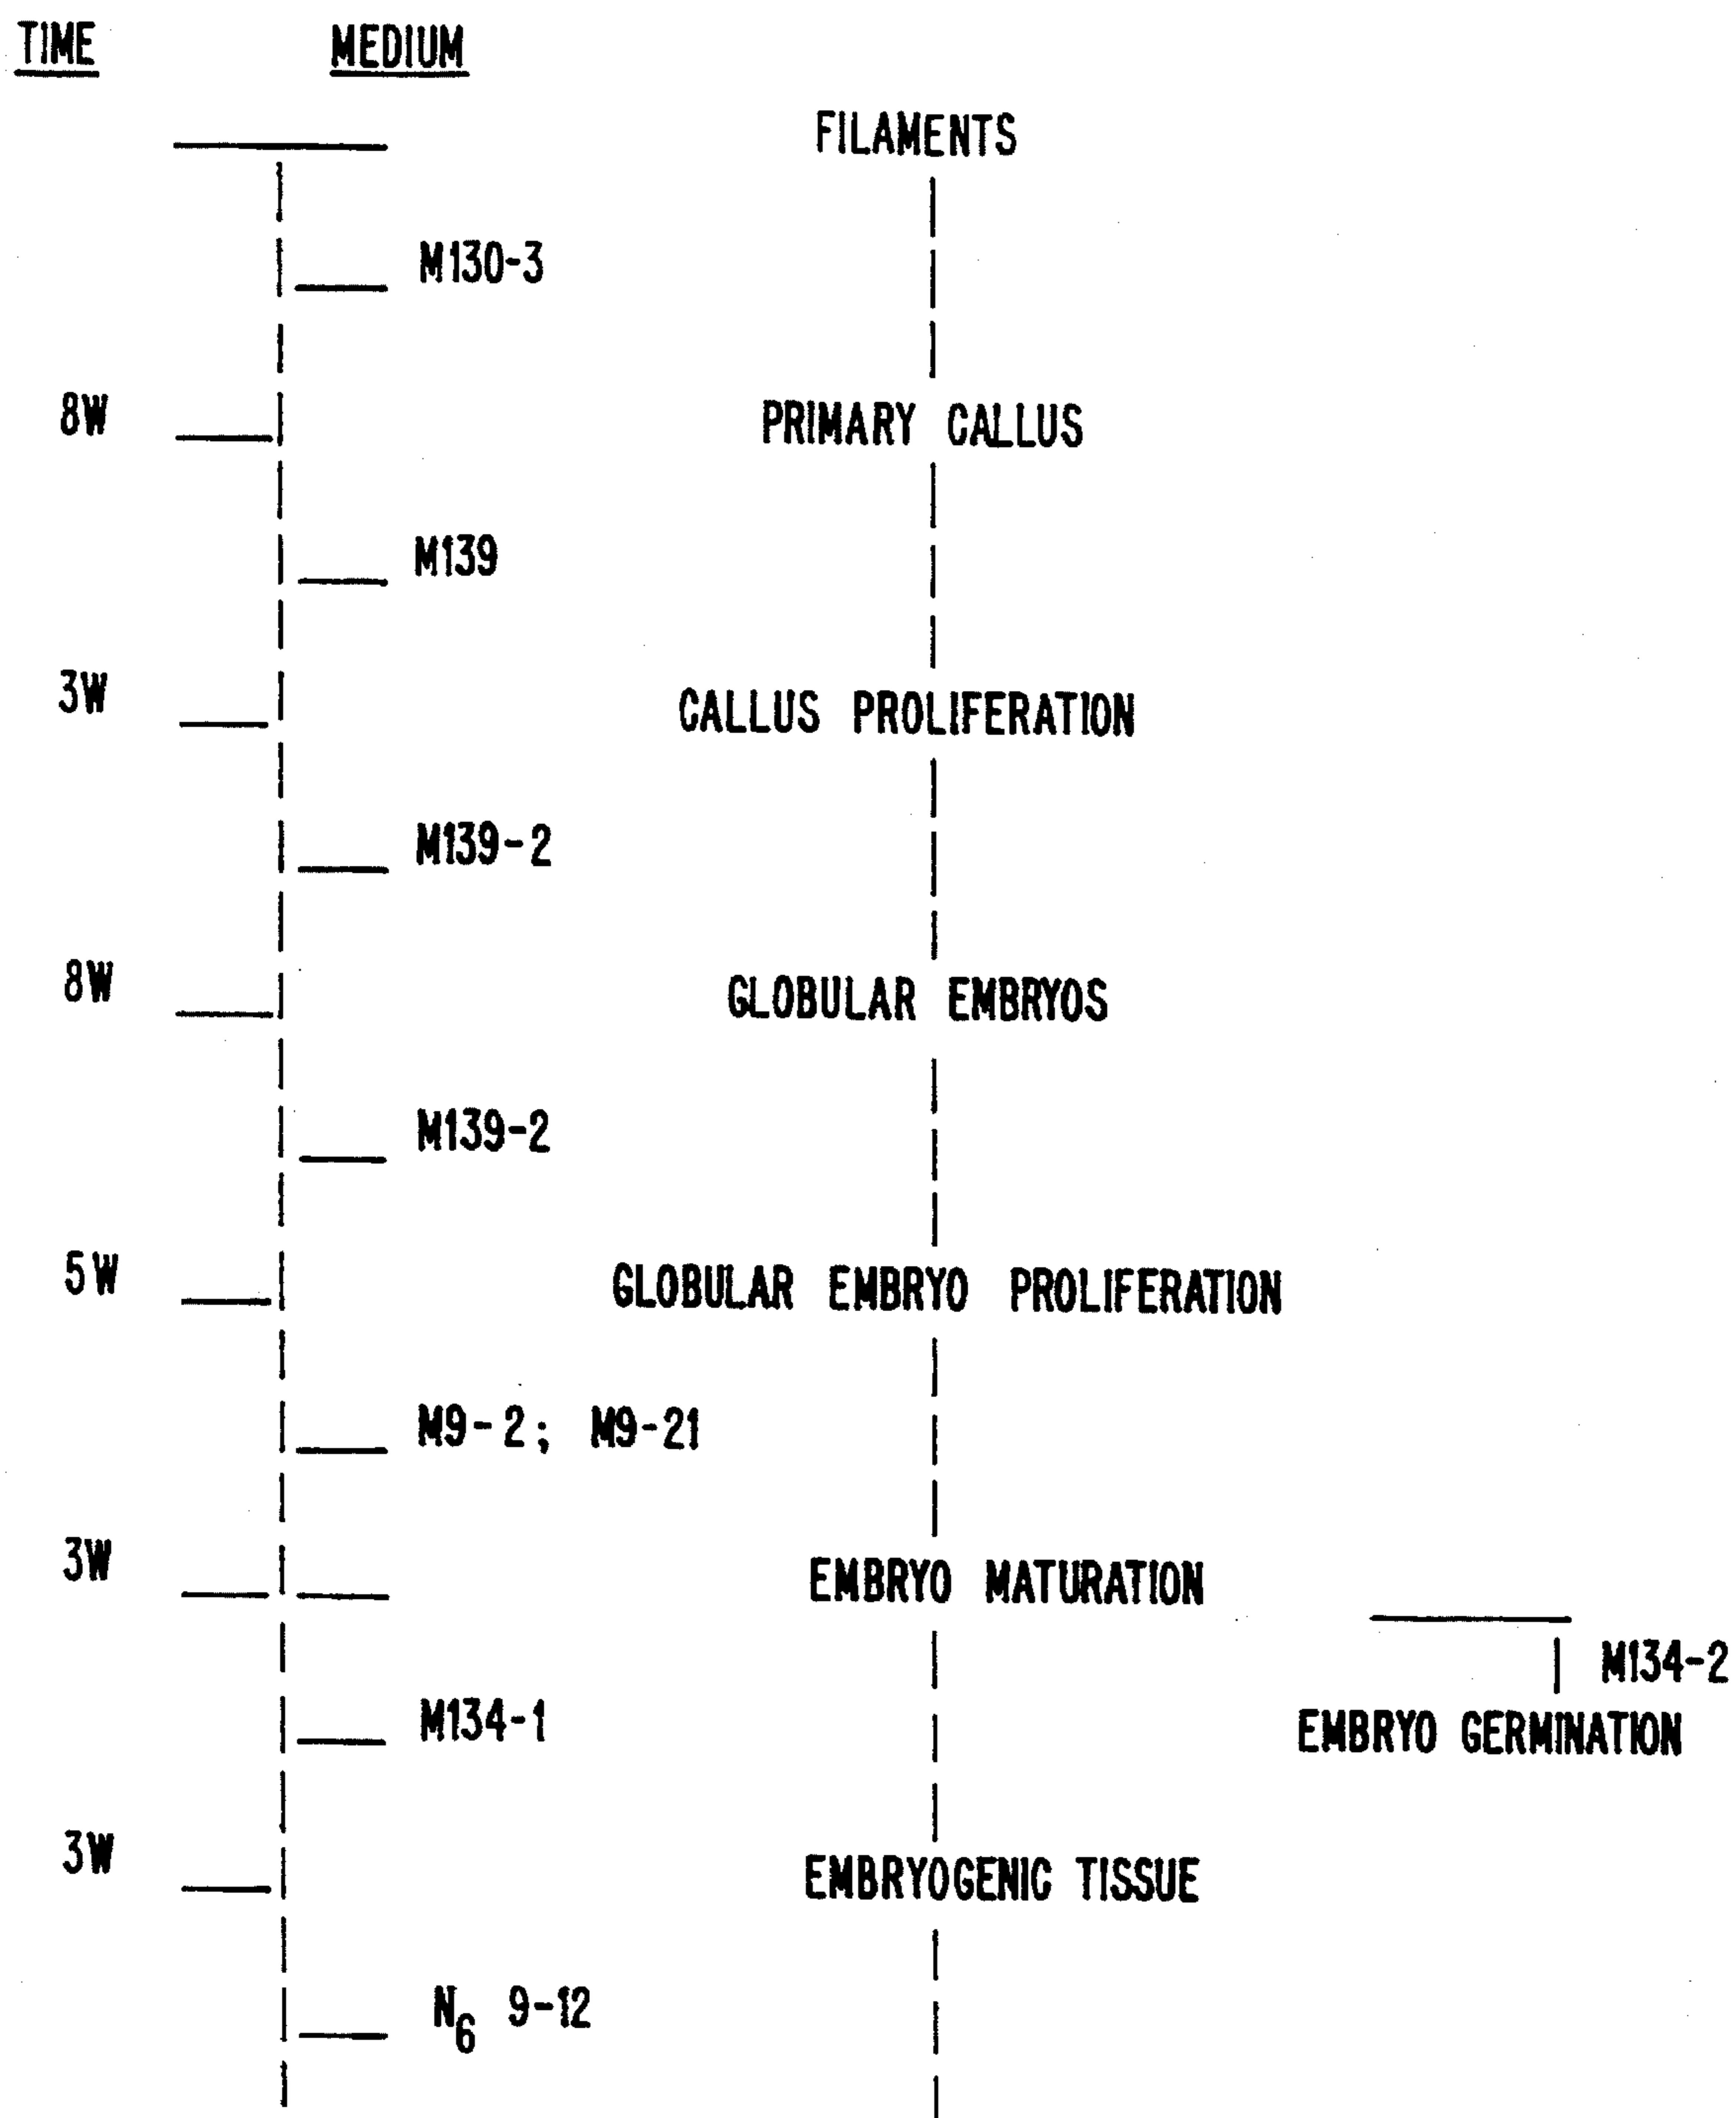 TIME MEDIUM
FILAMENTS
M130-3
8W PRIMARY CALLUS
M139
3W CALLUS PROLIFERATION
M139-2
8W GLOBULAR EMBRYOS
M139-2
5W GLOBULAR EMBRYO PROLIFERATION
M9-2; M9-21
3W EMBRYO MATURATION
M134-2
M134-1 EMBRYO GERMINATION
3W EMBRYOGENIC TISSUE
N6 9-12